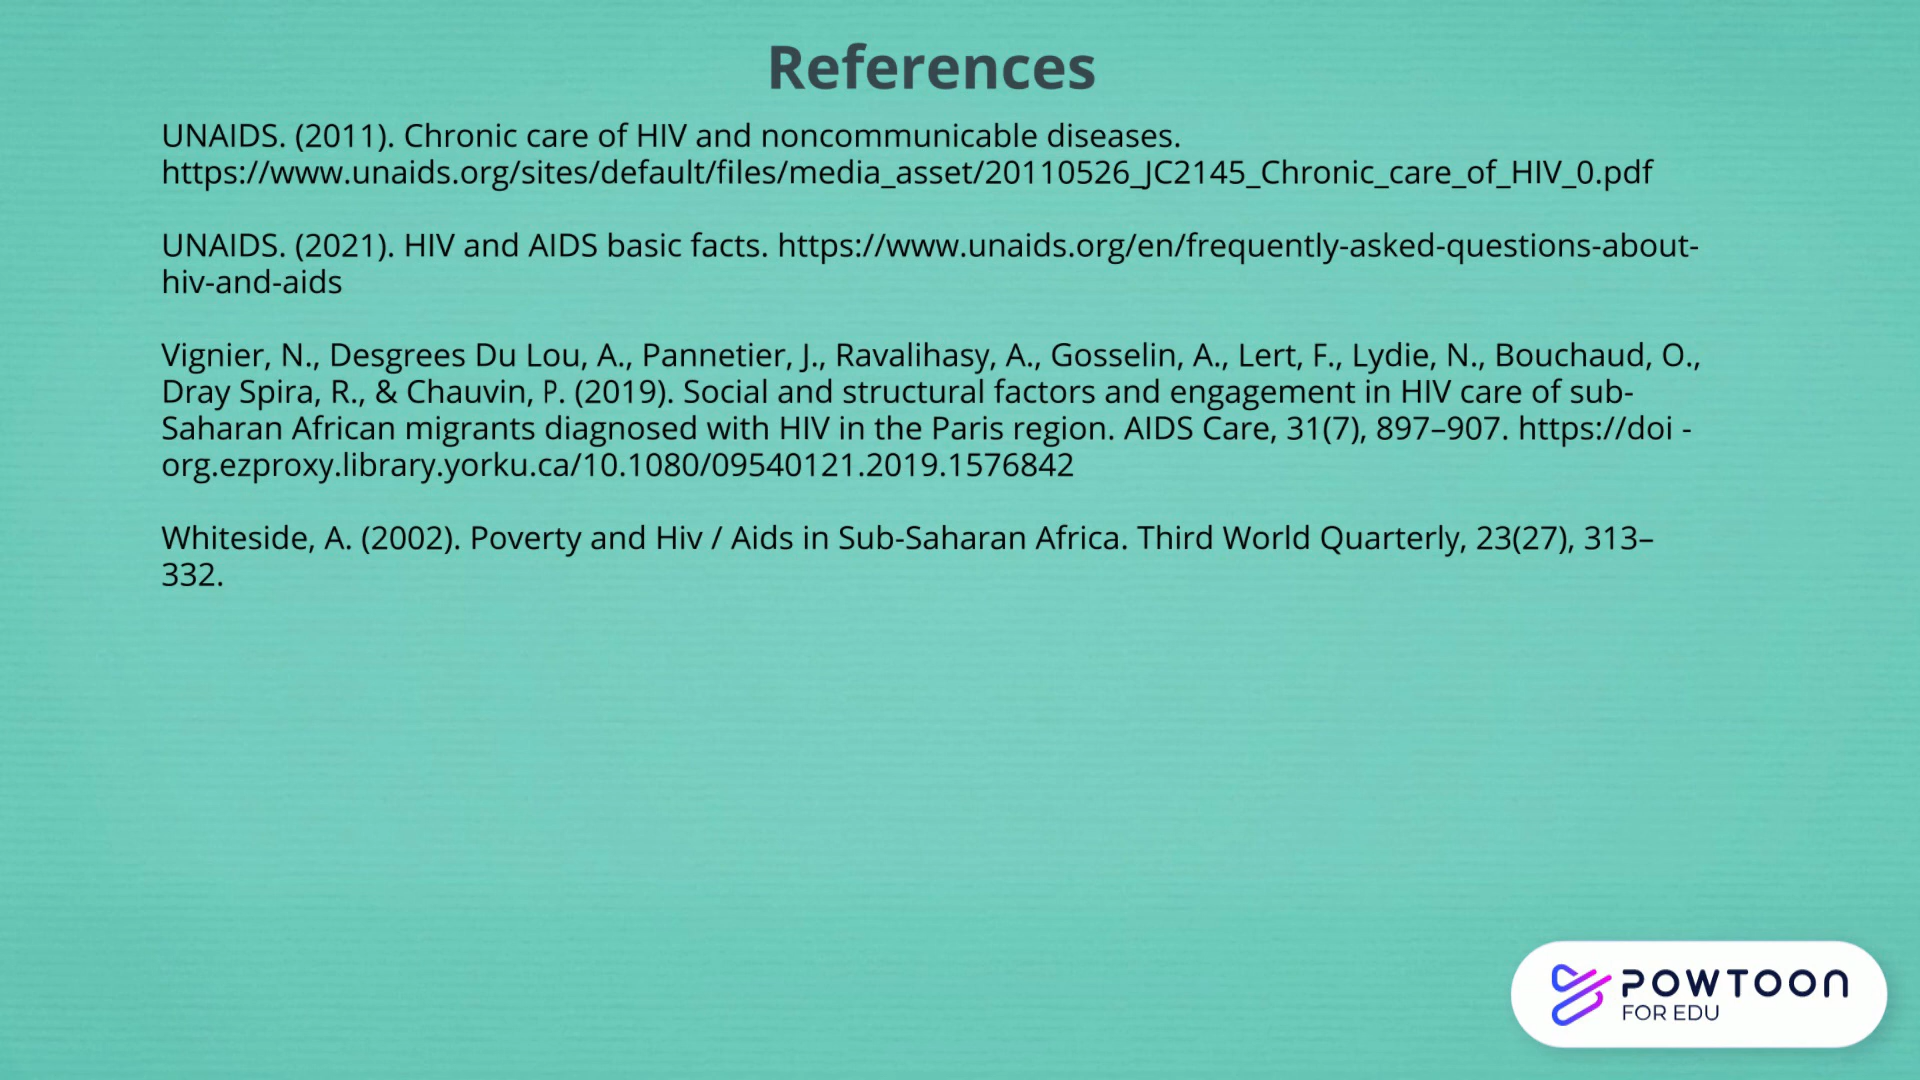 References
UNAIDS. (2011). Chronic care of HIV and noncommunicable diseases.
https://www.unaids.org/sites/default/files/media_asset/20110526_JC2145_Chronic_care_of_HIV_0.pdf
UNAIDS. (2021). HIV and AIDS basic facts. https://www.unaids.org/en/frequently-asked-questions-about-
hiv-and-aids
Vignier, N., Desgrees Du Lou, A., Pannetier, J., Ravalihasy, A., Gosselin, A., Lert, F., Lydie, N., Bouchaud, O.,
Dray Spira, R., & Chauvin, P. (2019). Social and structural factors and engagement in HIV care of sub-
Saharan African migrants diagnosed with HIV in the Paris region. AIDS Care, 31(7), 897–907. https://doi -
org.ezproxy.library.yorku.ca/10.1080/09540121.2019.1576842
Whiteside, A. (2002). Poverty and Hiv / Aids in Sub-Saharan Africa. Third World Quarterly, 23(27), 313–
332.
POWTOON
FOR EDU